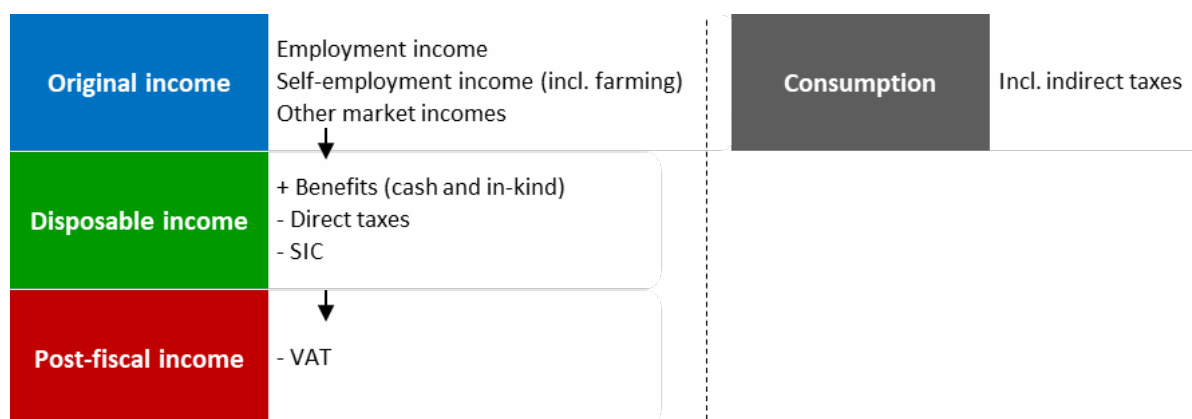 Original income
Employment income
Self-employment income (incl. farming)
Other market incomes
Consumption
Incl. indirect taxes
Disposable income
+ Benefits (cash and in-kind)
- Direct taxes
- SIC
Post-fiscal income
- VAT